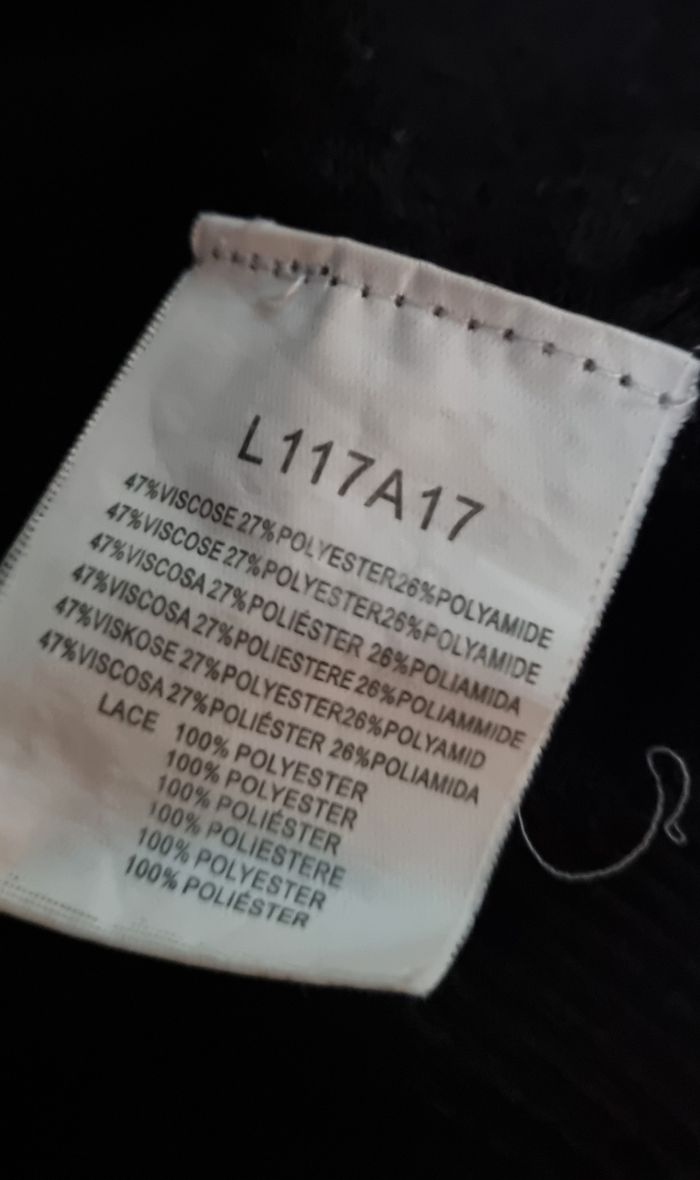 L117A17
47%VISCOSE 27%POLYESTER26%POLYAMIDE
47%VISCOSE 27%POLYESTER26%POLYAMIDE
47%VISCOSA 27%POLIÉSTER 26%POLIAMIDA
47%VISCOSA 27%POLIESTERE 26%POLIAMMIDE
47%VISKOSE 27%POLYESTER26%POLYAMID
47%VISCOSA 27%POLIÉSTER 26%POLIAMIDA
LACE 100% POLYESTER
100% POLYESTER
100% POLIÉSTER
100% POLIESTERE
100% POLYESTER
100% POLIÉSTER